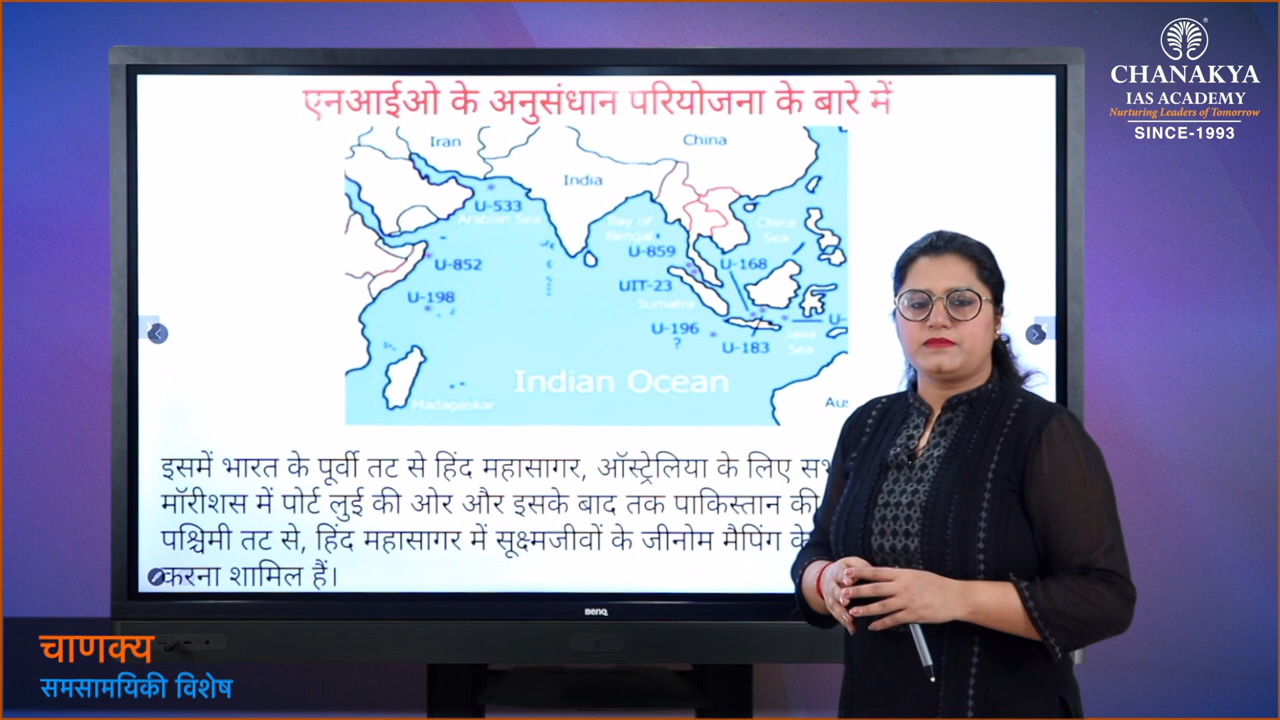 CHANAKYA
IAS ACADEMY
Nurturing Leaders of Tomorrow
SINCE-1993
एनआईओ के अनुसंधान परियोजना के बारे में
Iran
China
India
U-533
Arabian Sea
Bay of
Bengal
China
Sea
U-859
U-168
U-852
UIT-23
U-198
Sumatra
U-196
?
U-183
U-
Java
Sea
Indian Ocean
Madagaskar
Au
इसमें भारत के पूर्वी तट से हिंद महासागर, ऑस्ट्रेलिया के लिए
मॉरीशस में पोर्ट लुई की ओर और इसके बाद तक पाकिस्तान की
पश्चिमी तट से, हिंद महासागर में सूक्ष्मजीवों के जीनोम मैपिंग
करना शामिल हैं।
BenQ
चाणक्य
समसामयिकी विशेष